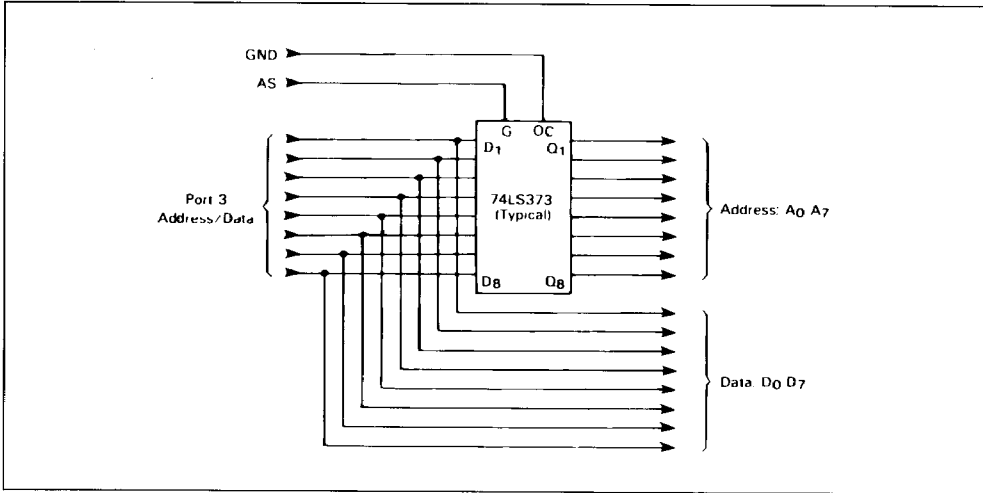 GND
AS
G OC
D1 Q1
Port 3
Address/Data
74LS373
(Typical)
Address: A0 A7
D8 Q8
Data: D0 D7